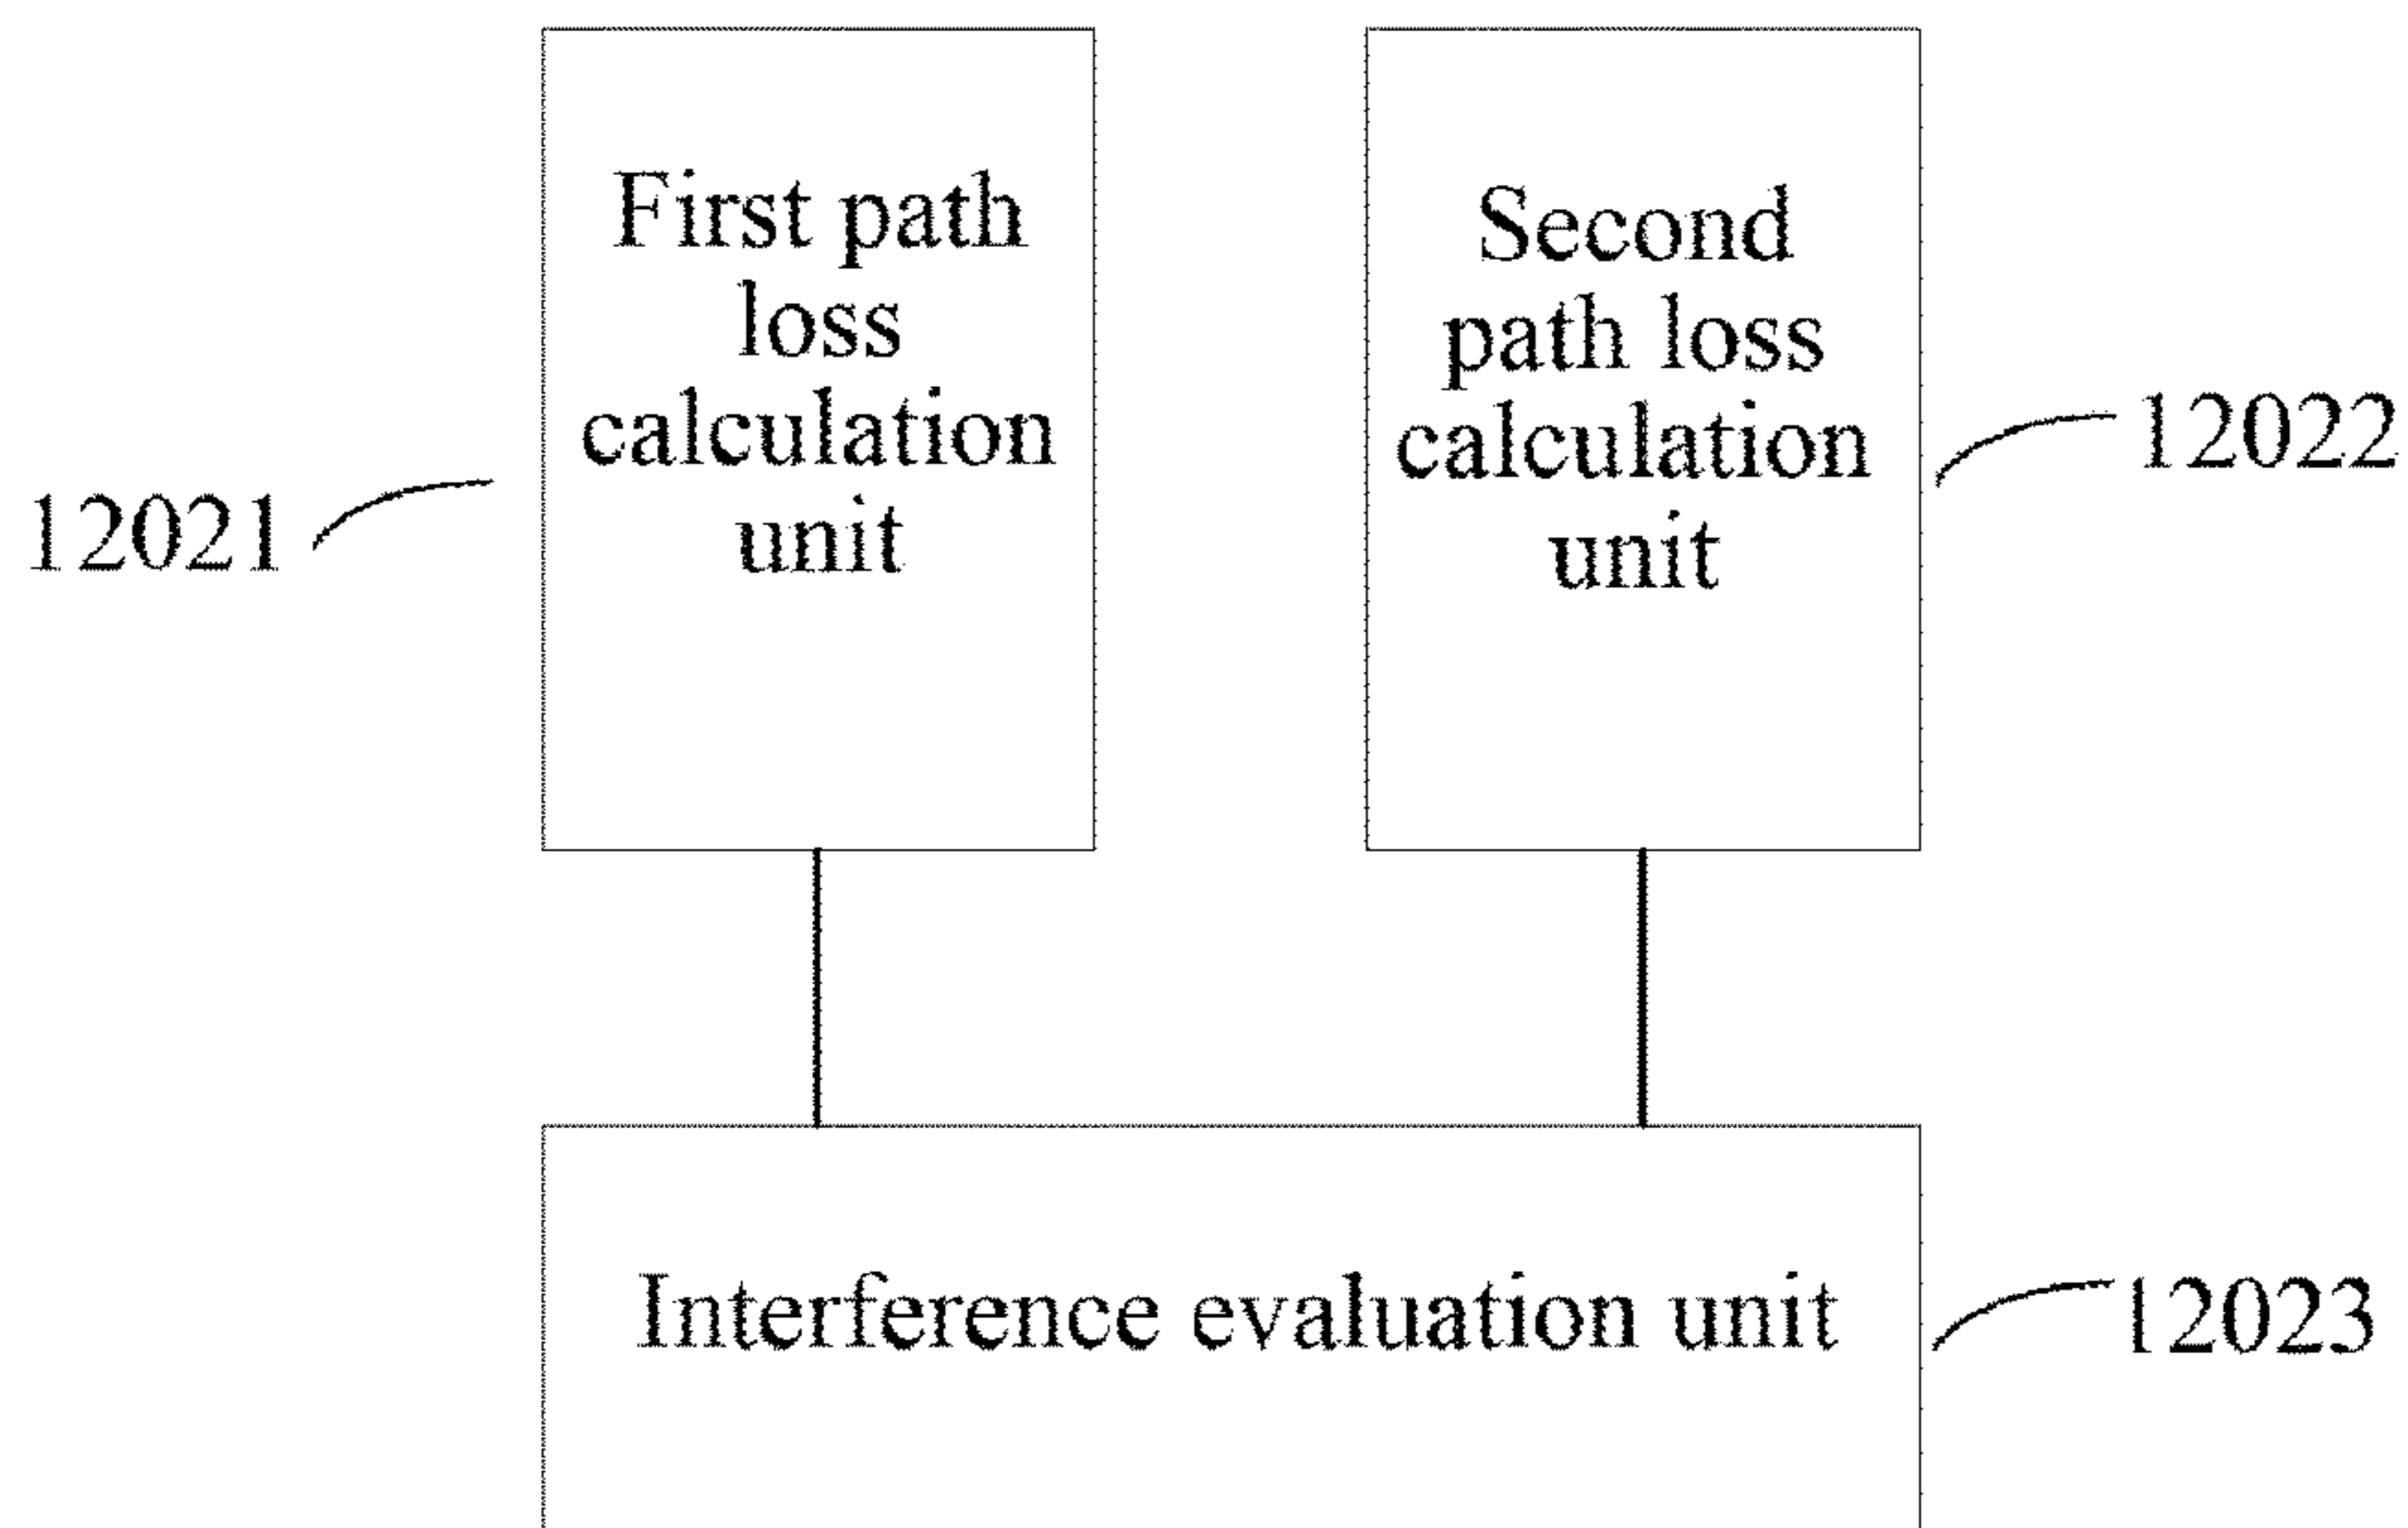 First path
loss
calculation
unit
12021
Second
path loss
calculation
unit
12022
Interference evaluation unit
12023